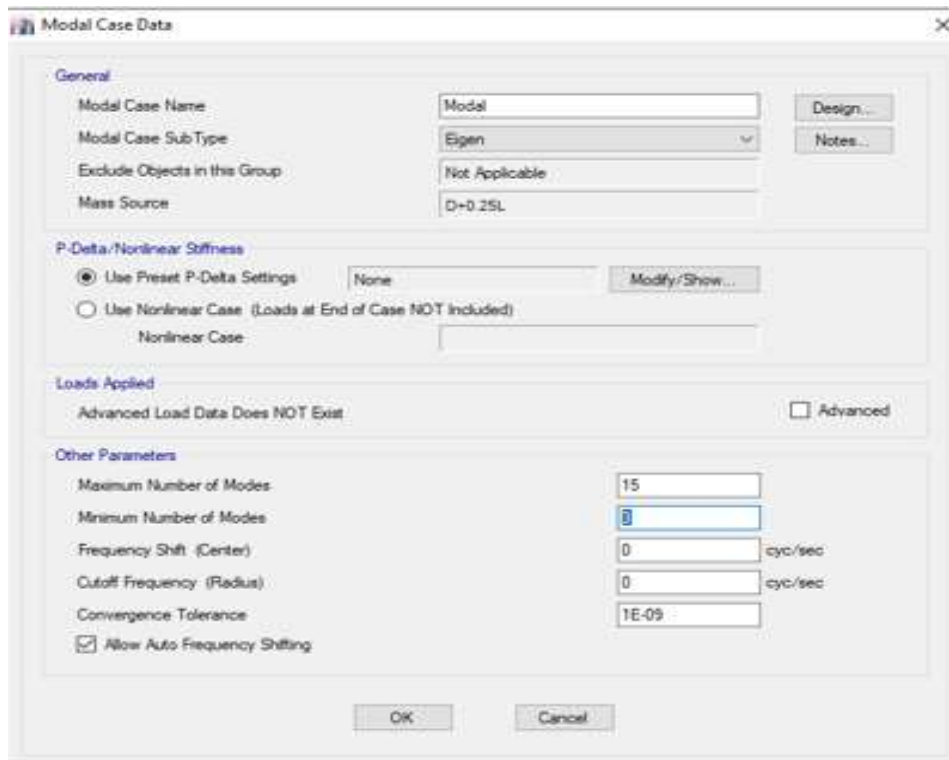 Modal Case Data
General
Modal Case Name Modal Design...
Modal Case SubType Eigen Notes...
Exclude Objects in this Group Not Applicable
Mass Source D+0.25L
P-Delta/Nonlinear Stiffness
Use Preset P-Delta Settings None Modify/Show...
Use Nonlinear Case (Loads at End of Case NOT Included)
Nonlinear Case
Loads Applied
Advanced Load Data Does NOT Exist Advanced
Other Parameters
Maximum Number of Modes 15
Minimum Number of Modes 3
Frequency Shift (Center) 0 cyc/sec
Cutoff Frequency (Radius) 0 cyc/sec
Convergence Tolerance 1E-09
Allow Auto Frequency Shifting
OK Cancel